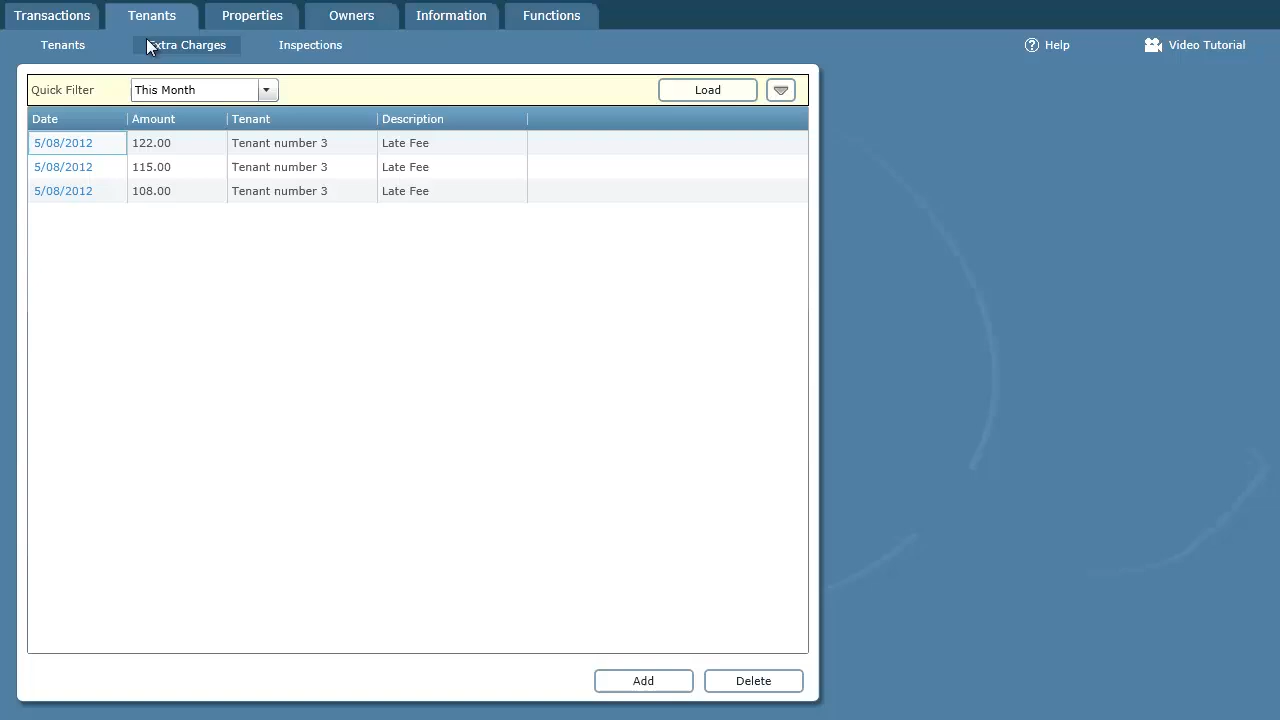 Transactions Tenants Properties Owners Information Functions
Tenants Extra Charges Inspections Help Video Tutorial
Quick Filter This Month Load
Date Amount Tenant Description
5/08/2012 122.00 Tenant number 3 Late Fee
5/08/2012 115.00 Tenant number 3 Late Fee
5/08/2012 108.00 Tenant number 3 Late Fee
Add Delete